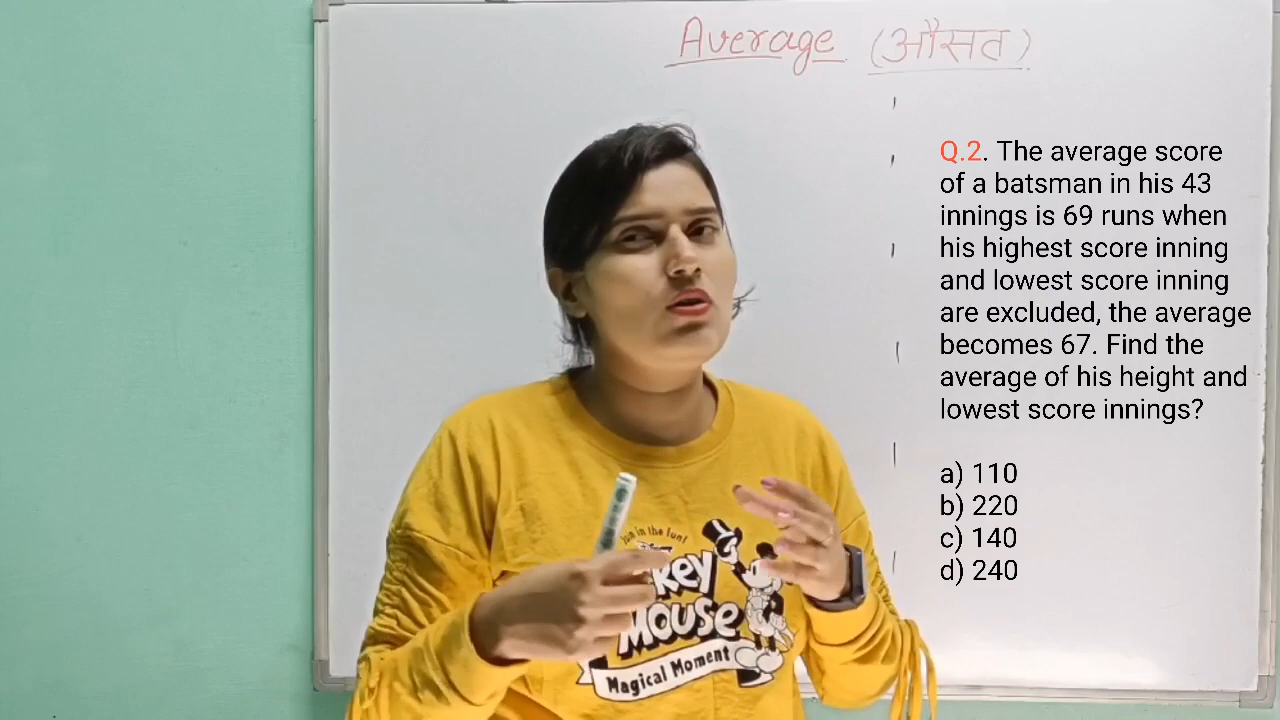 Average (औसत)
Q.2. The average score
of a batsman in his 43
innings is 69 runs when
his highest score inning
and lowest score inning
are excluded, the average
becomes 67. Find the
average of his height and
lowest score innings?
a) 110
b) 220
c) 140
d) 240
in the fun!
key
MOUSE
Magical Moment